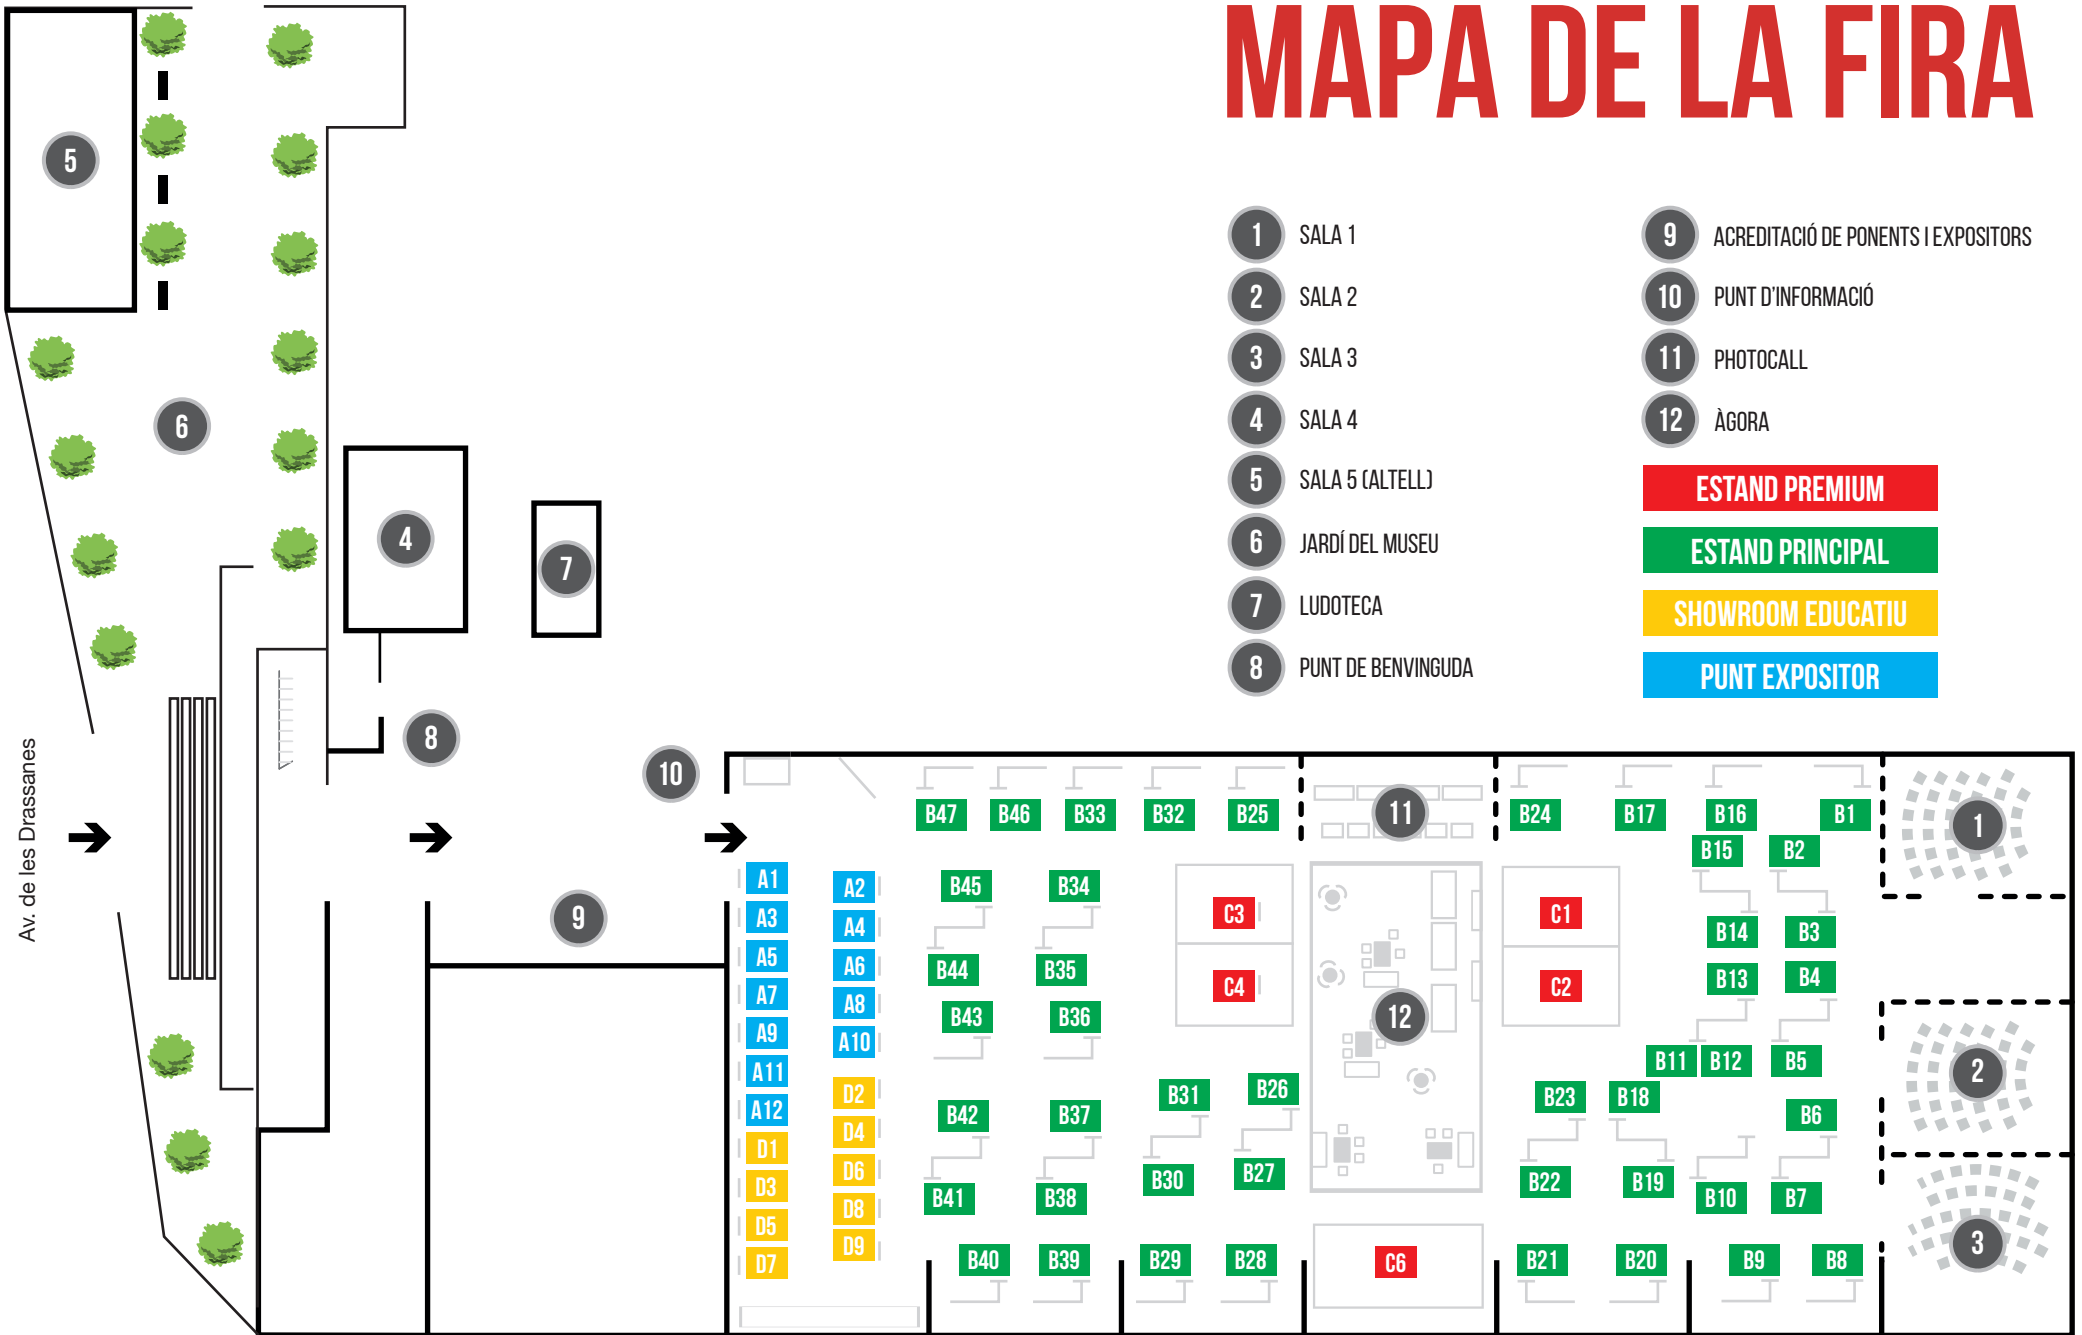 MAPA DE LA FIRA
1 SALA 1
2 SALA 2
3 SALA 3
4 SALA 4
5 SALA 5 (ALTELL)
6 JARDÍ DEL MUSEU
7 LUDOTECA
8 PUNT DE BENVINGUDA
9 ACREDITACIÓ DE PONENTS I EXPOSITORS
10 PUNT D'INFORMACIÓ
11 PHOTOCALL
12 ÀGORA
ESTAND PREMIUM
ESTAND PRINCIPAL
SHOWROOM EDUCATIU
PUNT EXPOSITOR
5
6
4
7
8
10
9
Av. de les Drassanes
B47 B46 B33 B32 B25 11 B24 B17 B16 B1 1
B15 B2
A1 A2 B45 B34
A3 A4 C3 C1 B14 B3
A5 A6 B44 B35 C4 C2 B13 B4
A7 A8 B43 B36 12
A9 A10 B11 B12 B5
A11 D2 B31 B26 B23 B18 2
A12 D4 B42 B37 B6
D1 D6 B30 B27 B22 B19
D3 D8 B41 B38 B10 B7
D5 D9 3
D7 B40 B39 B29 B28 C6 B21 B20 B9 B8